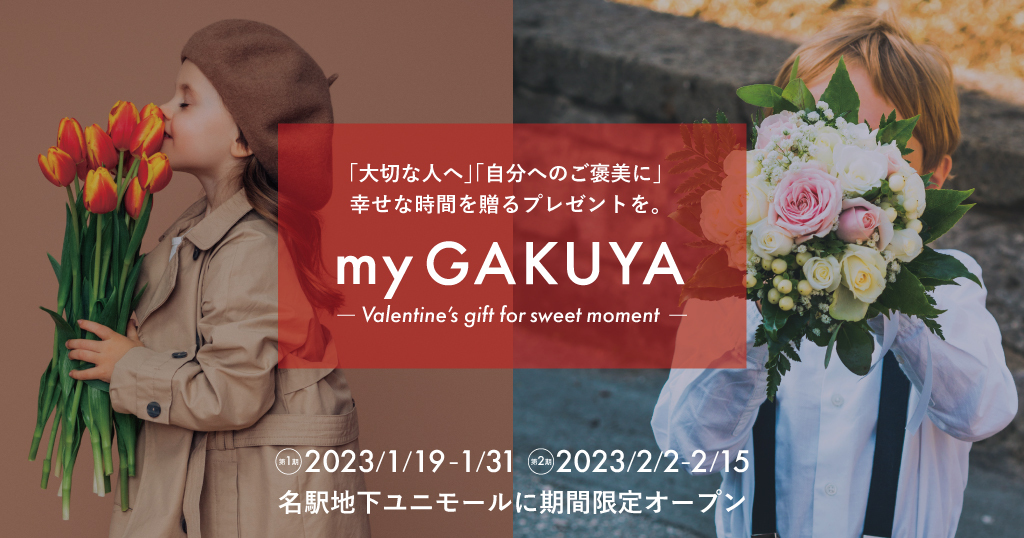 「大切な人へ」「自分へのご褒美に」
幸せな時間を贈るプレゼントを。
my GAKUYA
— Valentine's gift for sweet moment —
第1期 2023/1/19-1/31 第2期 2023/2/2-2/15
名駅地下ユニモールに期間限定オープン